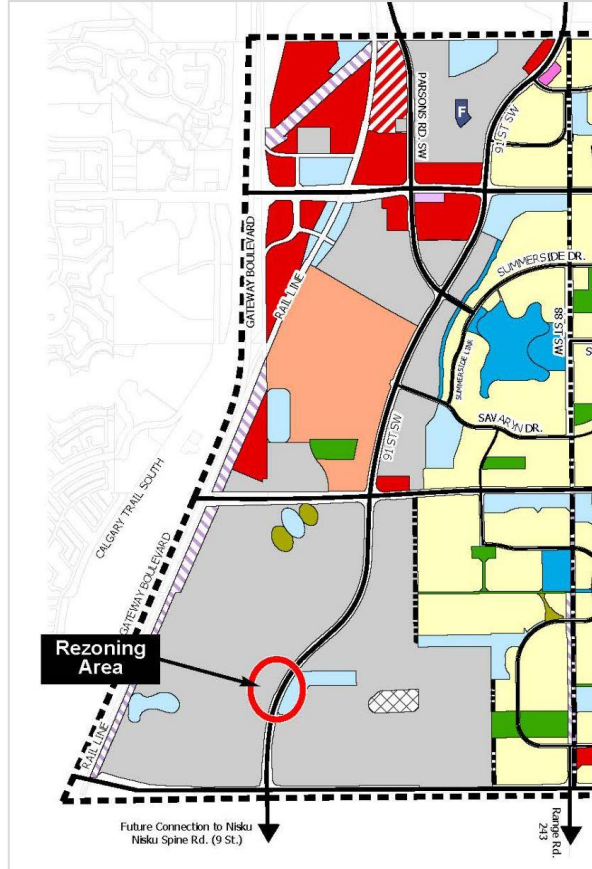 PARSONS RD. SW
F
91 ST SW
GATEWAY BOULEVARD
RAIL LINE
SUMMERSIDE DR.
88 ST SW
SUMMERSIDE LINK
S
SAVARYN DR.
91 ST SW
CALGARY TRAIL SOUTH
GATEWAY BOULEVARD
Rezoning
Area
RAIL LINE
Future Connection to Nisku
Nisku Spine Rd. (9 St.)
Range Rd.
243